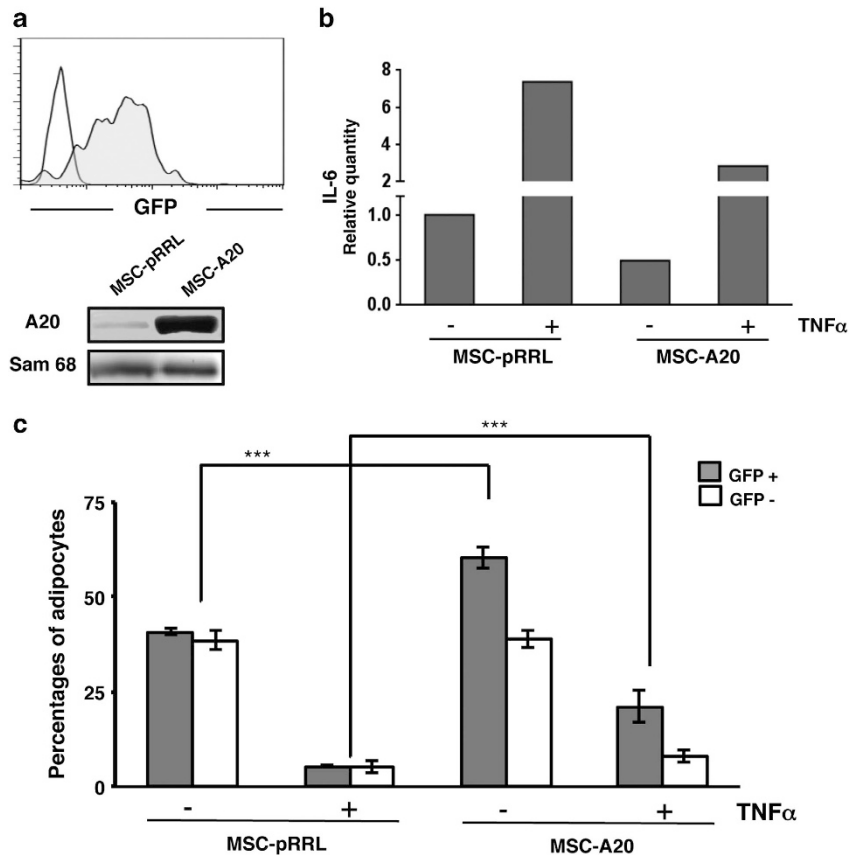 a
GFP
MSC-pRRL
MSC-A20
A20
Sam 68
b
IL-6
Relative quantity
8
6
4
2
1.0
0.5
0.0
- + - + TNFα
MSC-pRRL MSC-A20
c
***
***
GFP +
GFP -
Percentages of adipocytes
75
50
25
0
- + - + TNFα
MSC-pRRL MSC-A20